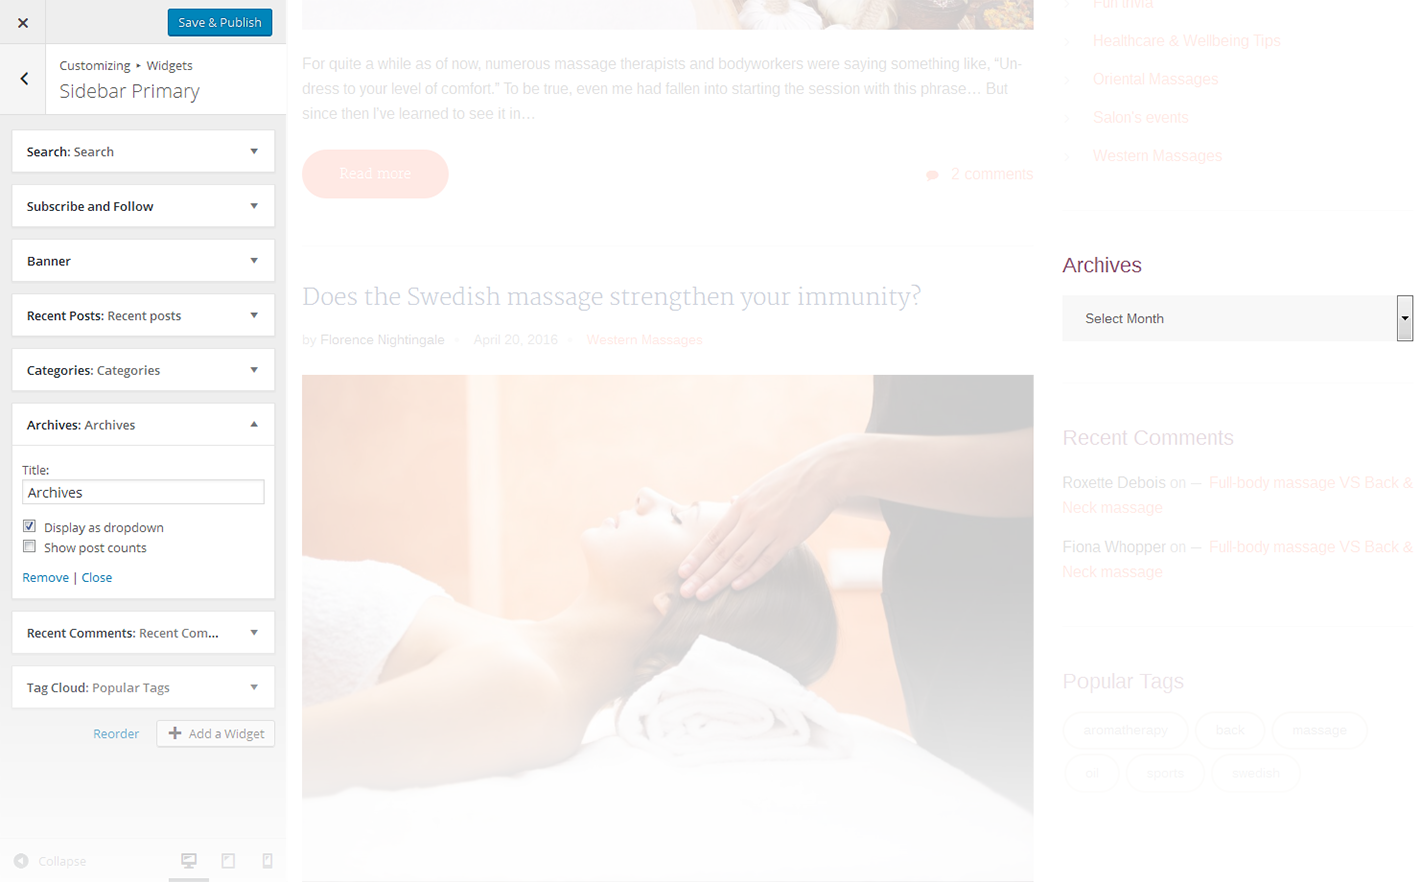 Save & Publish
Customizing ▸ Widgets
Sidebar Primary
Search: Search
Subscribe and Follow
Banner
Recent Posts: Recent posts
Categories: Categories
Archives: Archives
Title:
Archives
Display as dropdown
Show post counts
Remove | Close
Recent Comments: Recent Com...
Tag Cloud: Popular Tags
Reorder
Add a Widget
Collapse
For quite a while as of now, numerous massage therapists and bodyworkers were saying something like, “Un-
dress to your level of comfort.” To be true, even me had fallen into starting the session with this phrase… But
since then I’ve learned to see it in…
Read more
2 comments
Does the Swedish massage strengthen your immunity?
by Florence Nightingale
April 20, 2016
Western Massages
Fun trivia
Healthcare & Wellbeing Tips
Oriental Massages
Salon's events
Western Massages
Archives
Select Month
Recent Comments
Roxette Debois on — Full-body massage VS Back &
Neck massage
Fiona Whopper on — Full-body massage VS Back &
Neck massage
Popular Tags
aromatherapy
back
massage
oil
sports
swedish